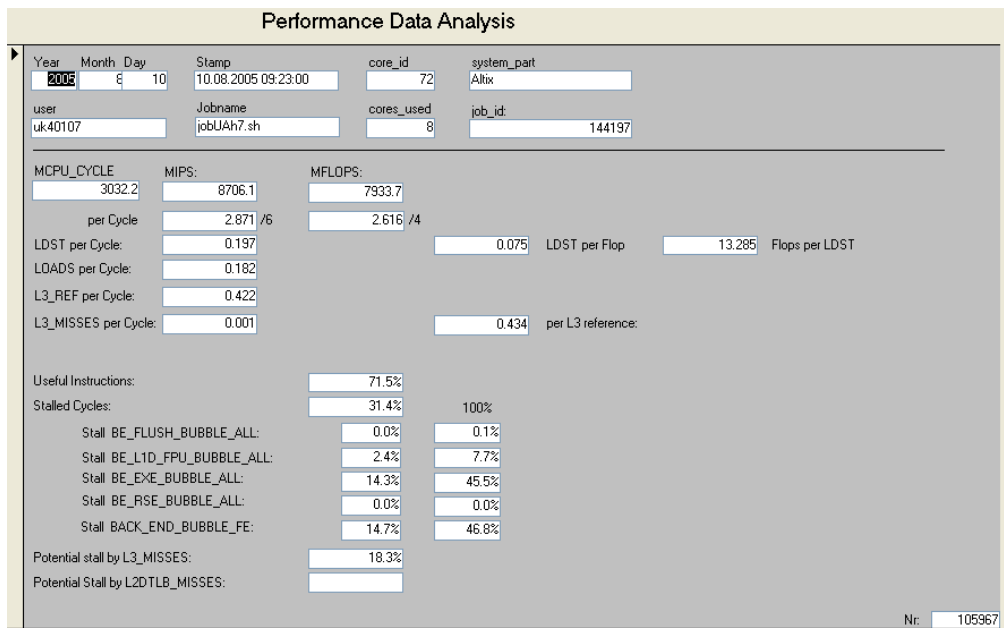 Performance Data Analysis
Year Month Day Stamp core_id system_part
2005 8 10 10.08.2005 09:23:00 72 Altix
user Jobname cores_used job_id:
uk40107 jobUAh7.sh 8 144197
MCPU_CYCLE MIPS: MFLOPS:
3032.2 8706.1 7933.7
per Cycle 2.871 /6 2.616 /4
LDST per Cycle: 0.197 0.075 LDST per Flop 13.285 Flops per LDST
LOADS per Cycle: 0.182
L3_REF per Cycle: 0.422
L3_MISSES per Cycle: 0.001 0.434 per L3 reference:
Useful Instructions: 71.5%
Stalled Cycles: 31.4% 100%
Stall BE_FLUSH_BUBBLE_ALL: 0.0% 0.1%
Stall BE_L1D_FPU_BUBBLE_ALL: 2.4% 7.7%
Stall BE_EXE_BUBBLE_ALL: 14.3% 45.5%
Stall BE_RSE_BUBBLE_ALL: 0.0% 0.0%
Stall BACK_END_BUBBLE_FE: 14.7% 46.8%
Potential stall by L3_MISSES: 18.3%
Potential Stall by L2DTLB_MISSES:
Nr. 105967